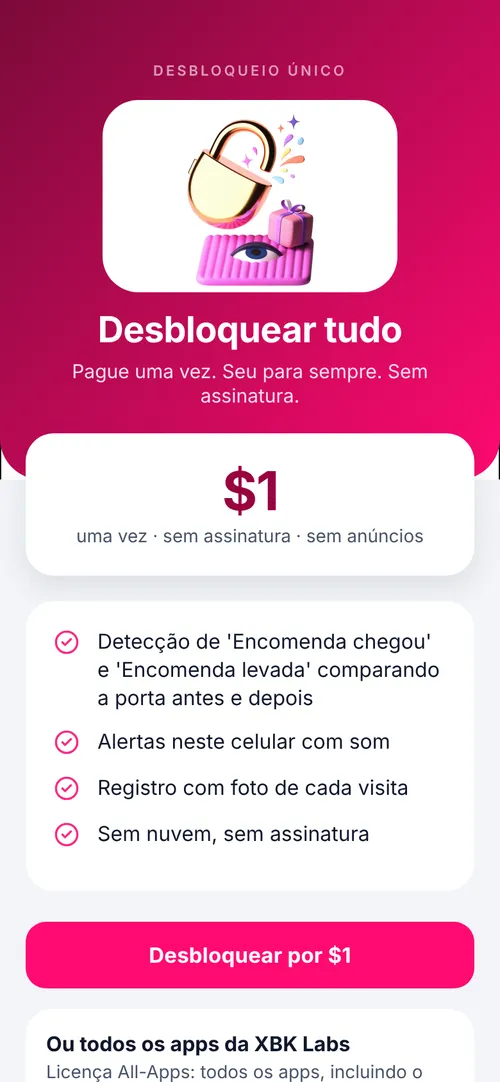 DESBLOQUEIO ÚNICO
Desbloquear tudo
Pague uma vez. Seu para sempre. Sem
assinatura.
$1
uma vez · sem assinatura · sem anúncios
Detecção de 'Encomenda chegou'
e 'Encomenda levada' comparando
a porta antes e depois
Alertas neste celular com som
Registro com foto de cada visita
Sem nuvem, sem assinatura
Desbloquear por $1
Ou todos os apps da XBK Labs
Licença All-Apps: todos os apps, incluindo o